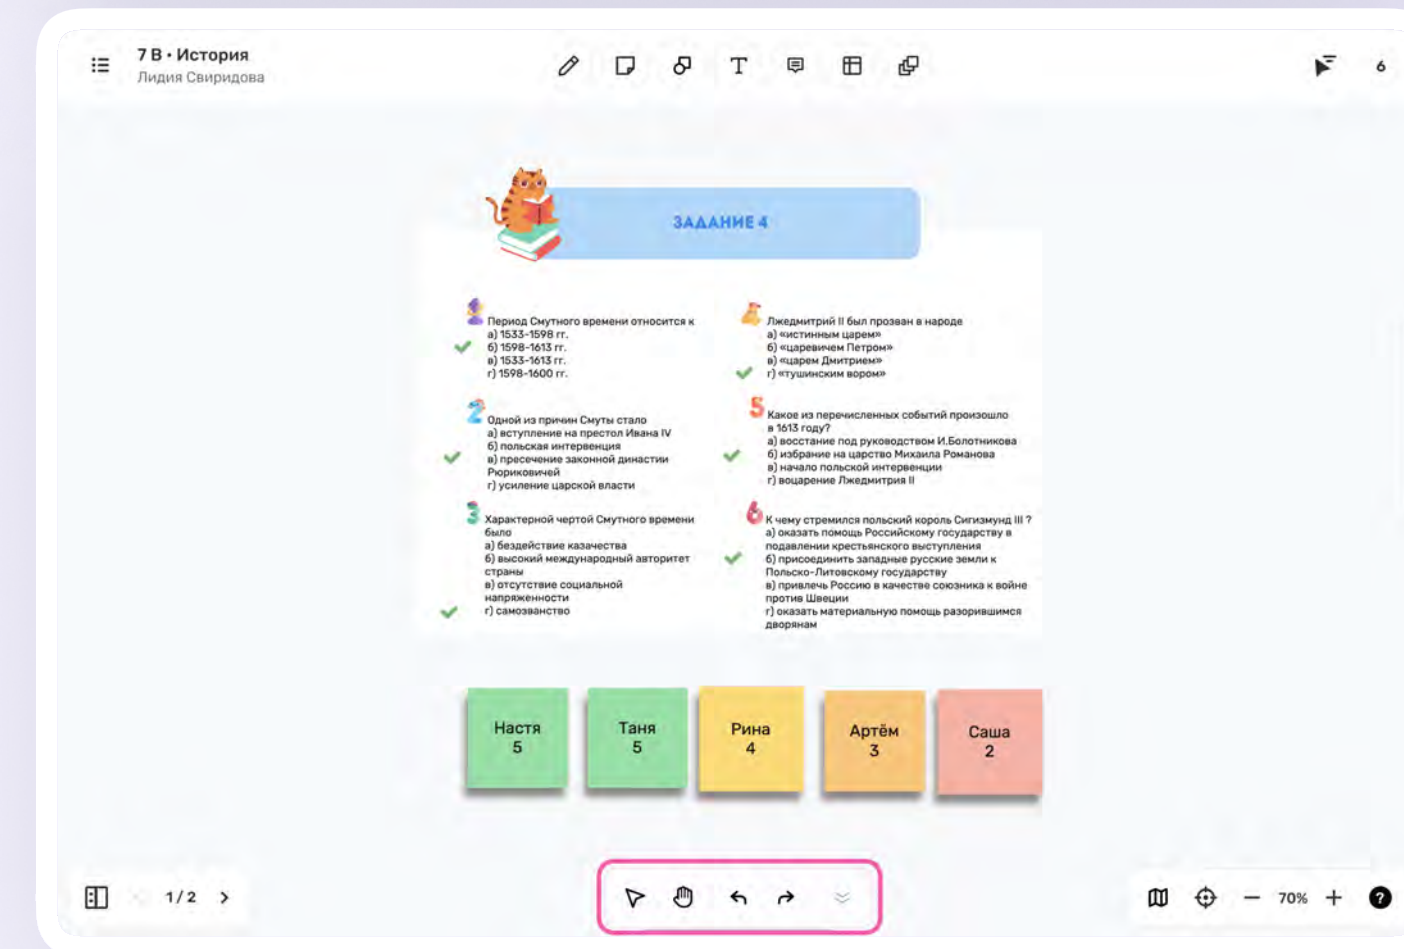 7 В • История
Лидия Свиридова
6
ЗАДАНИЕ 4
1
Период Смутного времени относится к
а) 1533-1598 гг.
б) 1598-1613 гг.
в) 1533-1613 гг.
г) 1598-1600 гг.
2
Одной из причин Смуты стало
а) вступление на престол Ивана IV
б) польская интервенция
в) пресечение законной династии
Рюриковичей
г) усиление царской власти
3
Характерной чертой Смутного времени
было
а) бездействие казачества
б) высокий международный авторитет
страны
в) отсутствие социальной
напряженности
г) самозванство
4
Лжедмитрий II был прозван в народе
а) «истинным царем»
б) «царевичем Петром»
в) «царем Дмитрием»
г) «тушинским вором»
5
Какое из перечисленных событий произошло
в 1613 году?
а) восстание под руководством И.Болотникова
б) избрание на царство Михаила Романова
в) начало польской интервенции
г) воцарение Лжедмитрия II
6
К чему стремился польский король Сигизмунд III ?
а) оказать помощь Российскому государству в
подавлении крестьянского выступления
б) присоединить западные русские земли к
Польско-Литовскому государству
в) привлечь Россию в качестве союзника к войне
против Швеции
г) оказать материальную помощь разорившимся
дворянам
Настя
5
Таня
5
Рина
4
Артём
3
Саша
2
1/2
70%
?